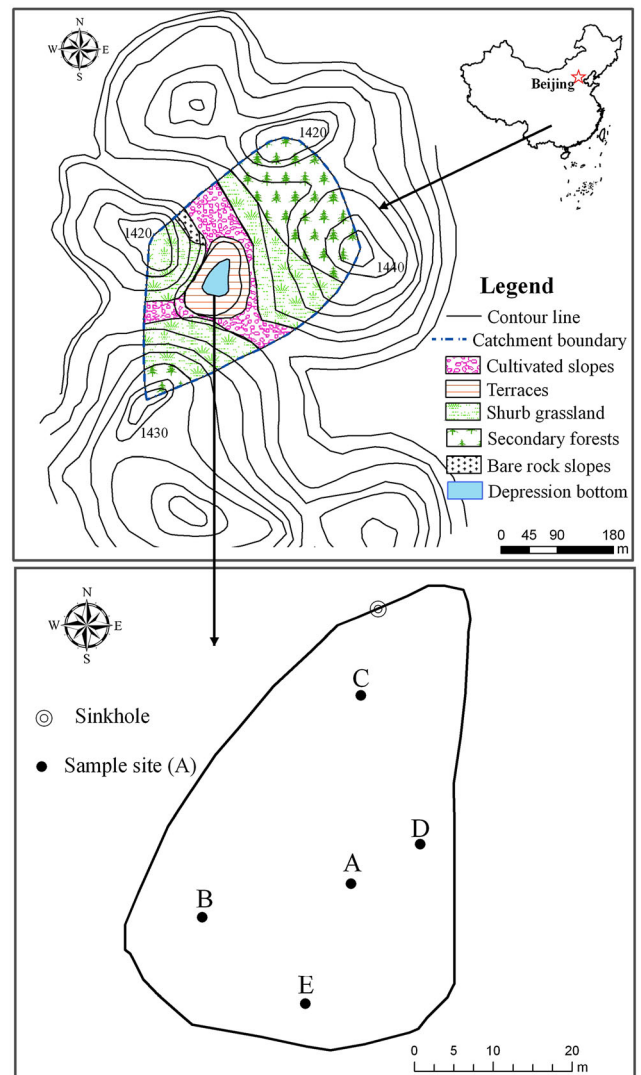 N
W E
S
Beijing
1420
1420
1440
1430
Legend
Contour line
Catchment boundary
Cultivated slopes
Terraces
Shurb grassland
Secondary forests
Bare rock slopes
Depression bottom
0 45 90 180
m
N
W E
S
Sinkhole
Sample site (A)
C
D
A
B
E
0 5 10 20
m